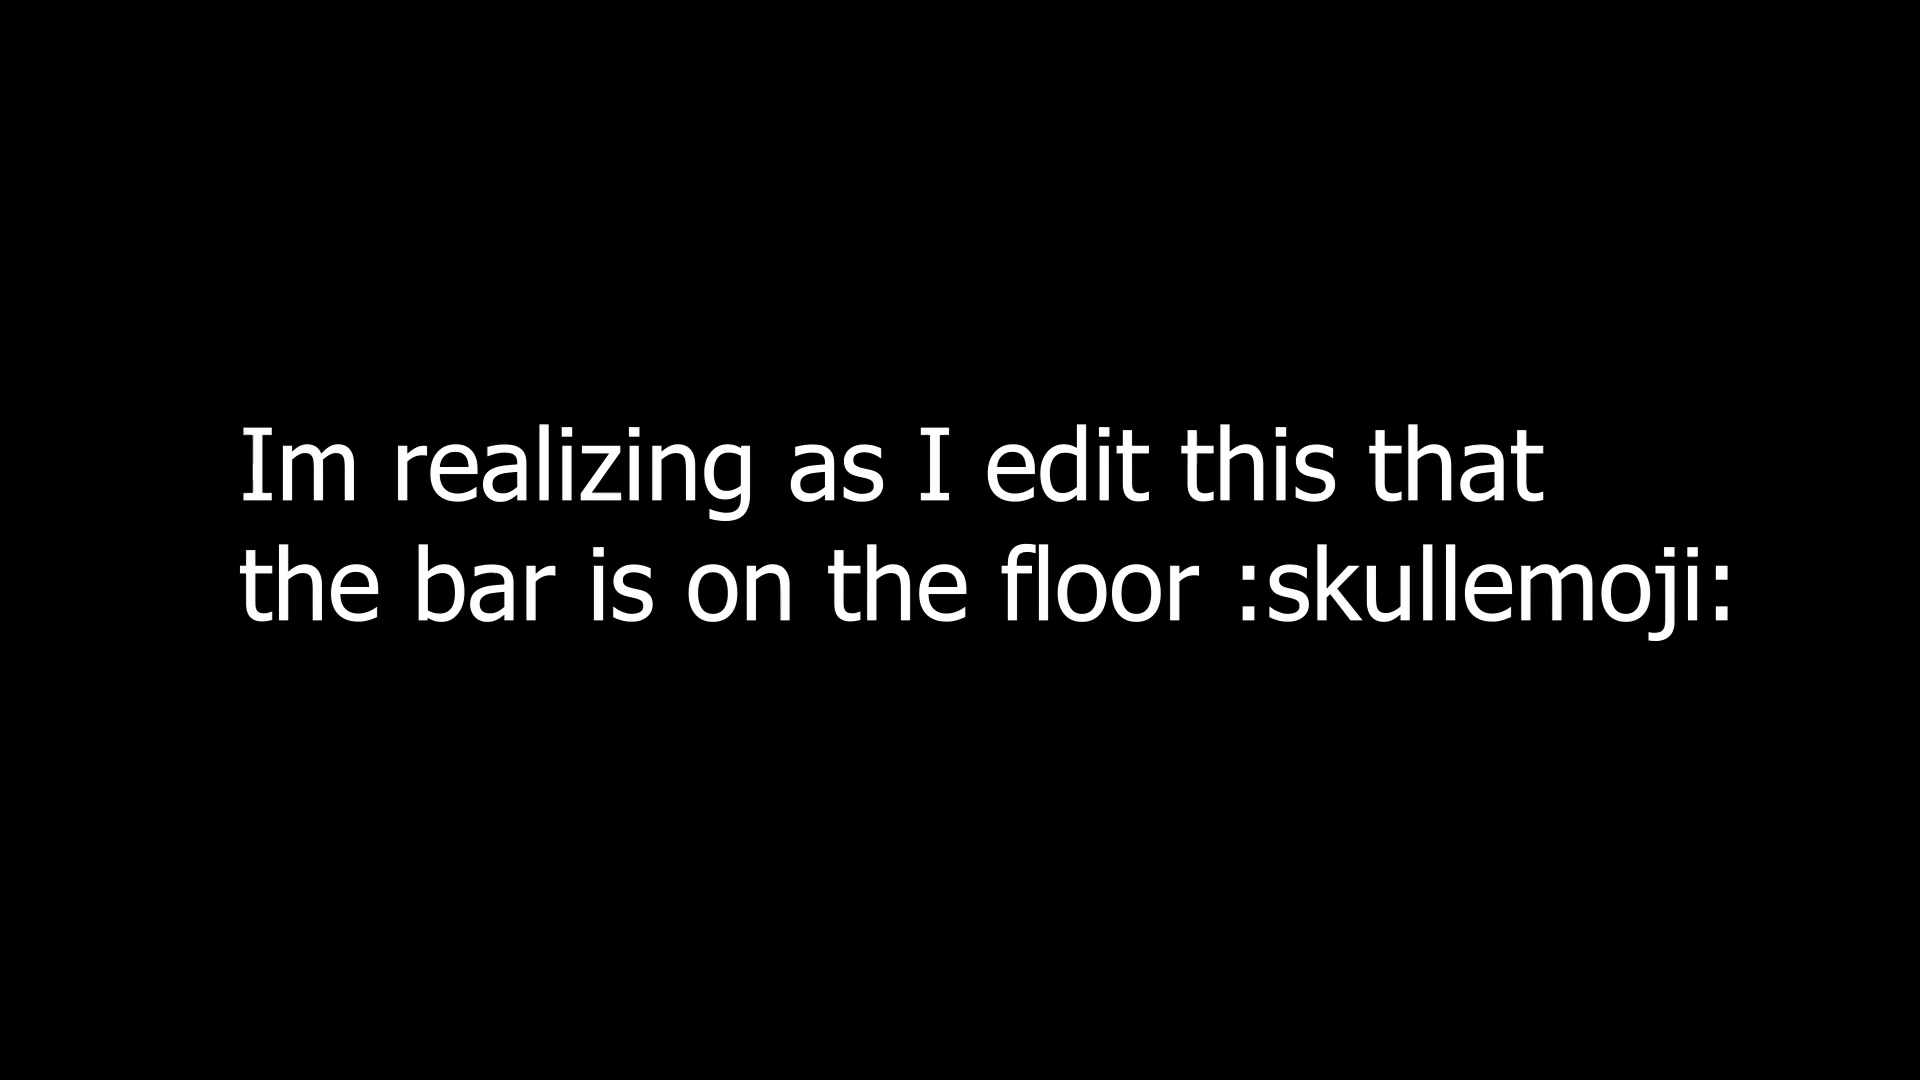 Im realizing as I edit this that
the bar is on the floor :skullemoji: